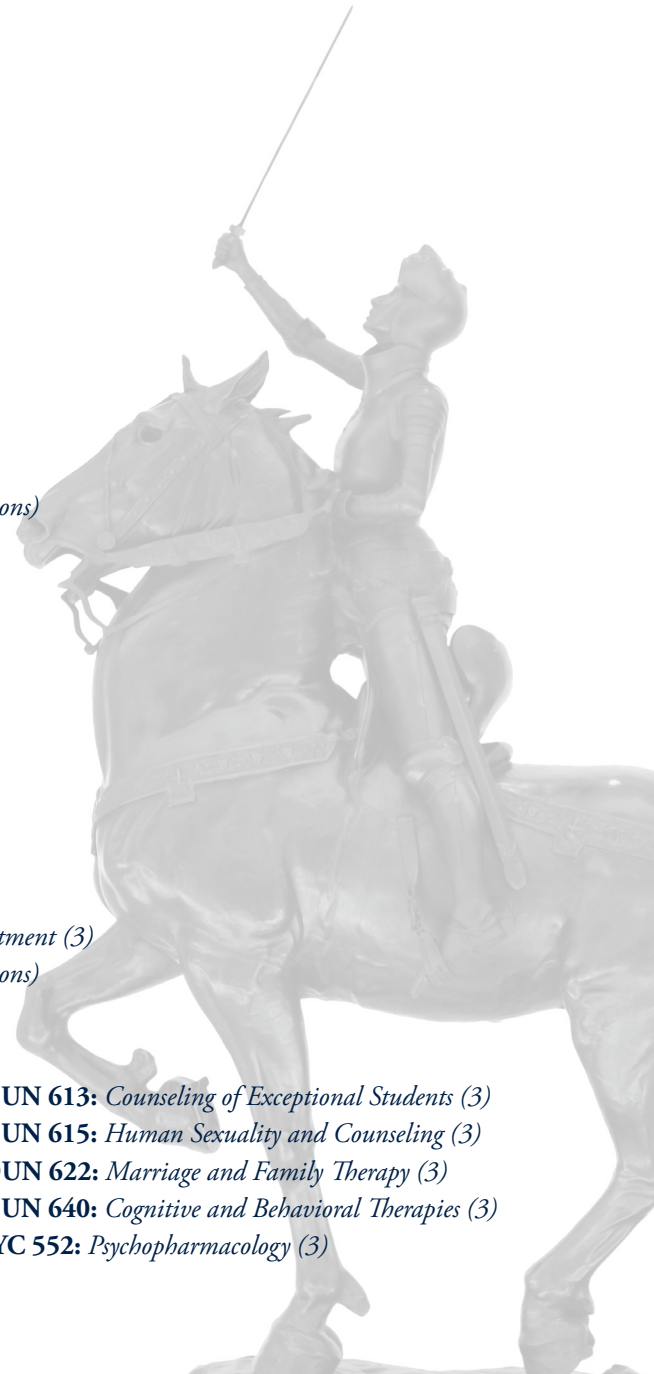 ons)
tment (3)
ons)
UN 613: Counseling of Exceptional Students (3)
UN 615: Human Sexuality and Counseling (3)
UN 622: Marriage and Family Therapy (3)
UN 640: Cognitive and Behavioral Therapies (3)
YC 552: Psychopharmacology (3)